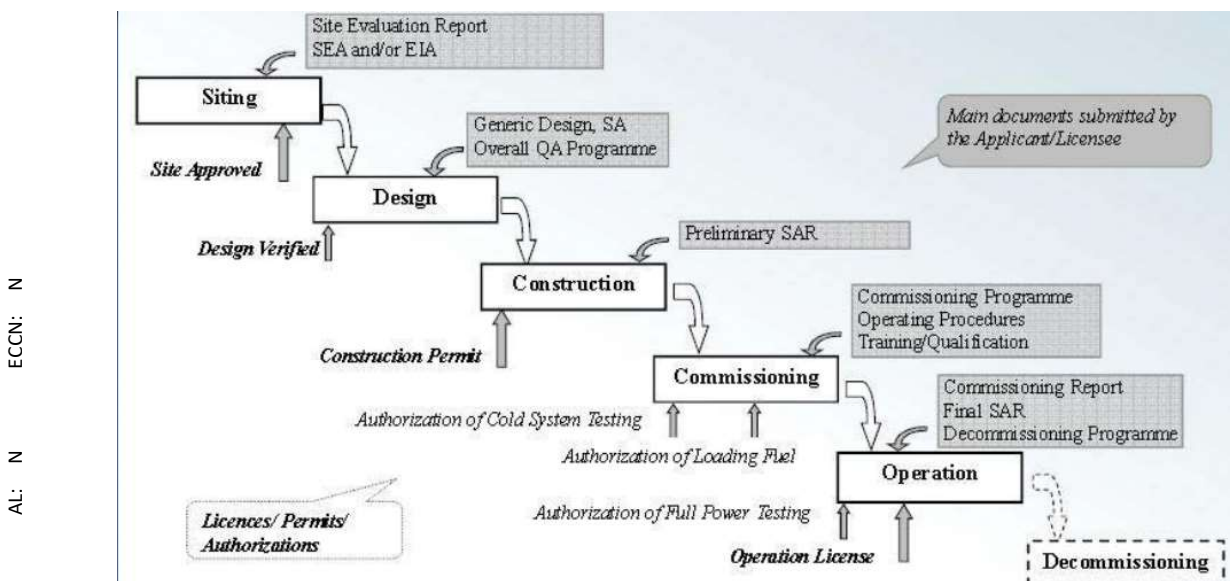 Site Evaluation Report
SEA and/or EIA
Siting
Main documents submitted by
the Applicant/Licensee
Generic Design, SA
Overall QA Programme
Site Approved
Design
Preliminary SAR
Design Verified
Construction
Commissioning Programme
Operating Procedures
Training/Qualification
Construction Permit
Commissioning
Commissioning Report
Final SAR
Decommissioning Programme
Authorization of Cold System Testing
Authorization of Loading Fuel
Operation
Licences/ Permits/
Authorizations
Authorization of Full Power Testing
Operation License
Decommissioning
AL: N ECCN: N